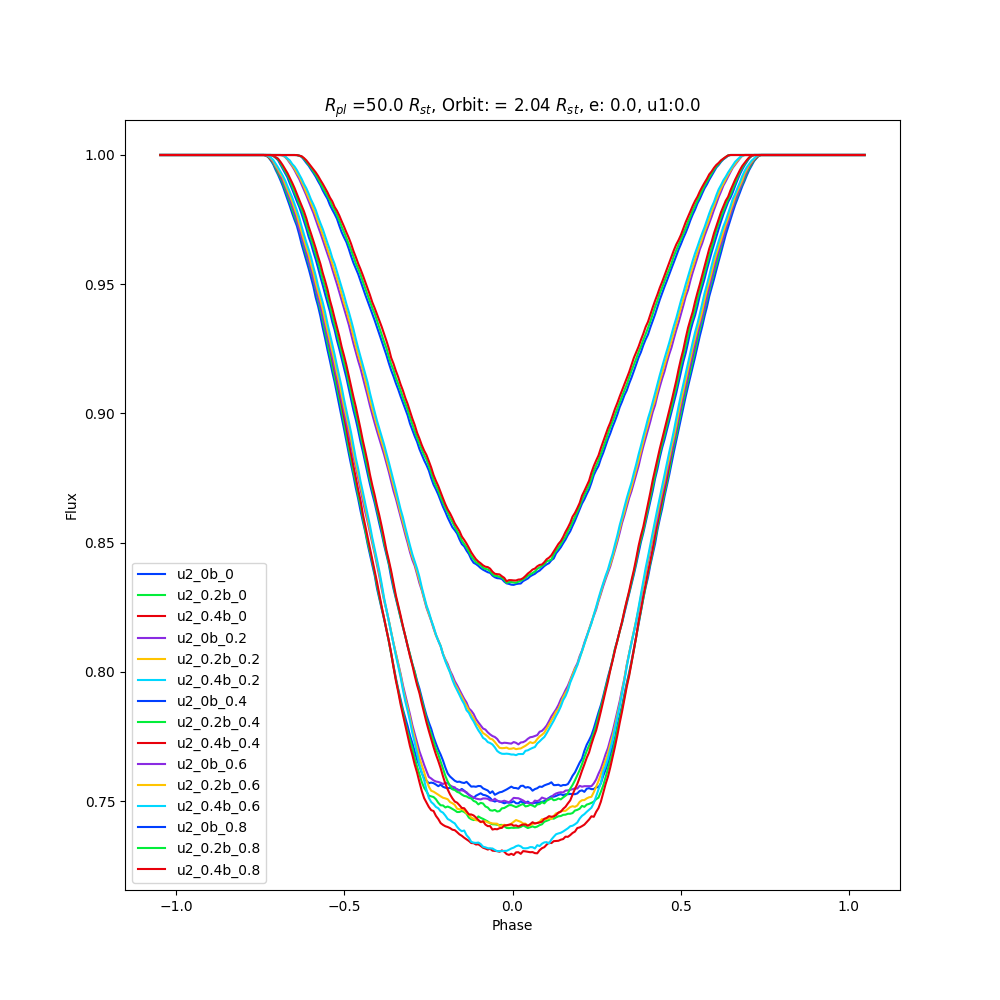 R_pl =50.0 R_st, Orbit: = 2.04 R_st, e: 0.0, u1:0.0
1.00
0.95
0.90
0.85
0.80
0.75
Flux
u2_0b_0
u2_0.2b_0
u2_0.4b_0
u2_0b_0.2
u2_0.2b_0.2
u2_0.4b_0.2
u2_0b_0.4
u2_0.2b_0.4
u2_0.4b_0.4
u2_0b_0.6
u2_0.2b_0.6
u2_0.4b_0.6
u2_0b_0.8
u2_0.2b_0.8
u2_0.4b_0.8
−1.0 −0.5 0.0 0.5 1.0
Phase